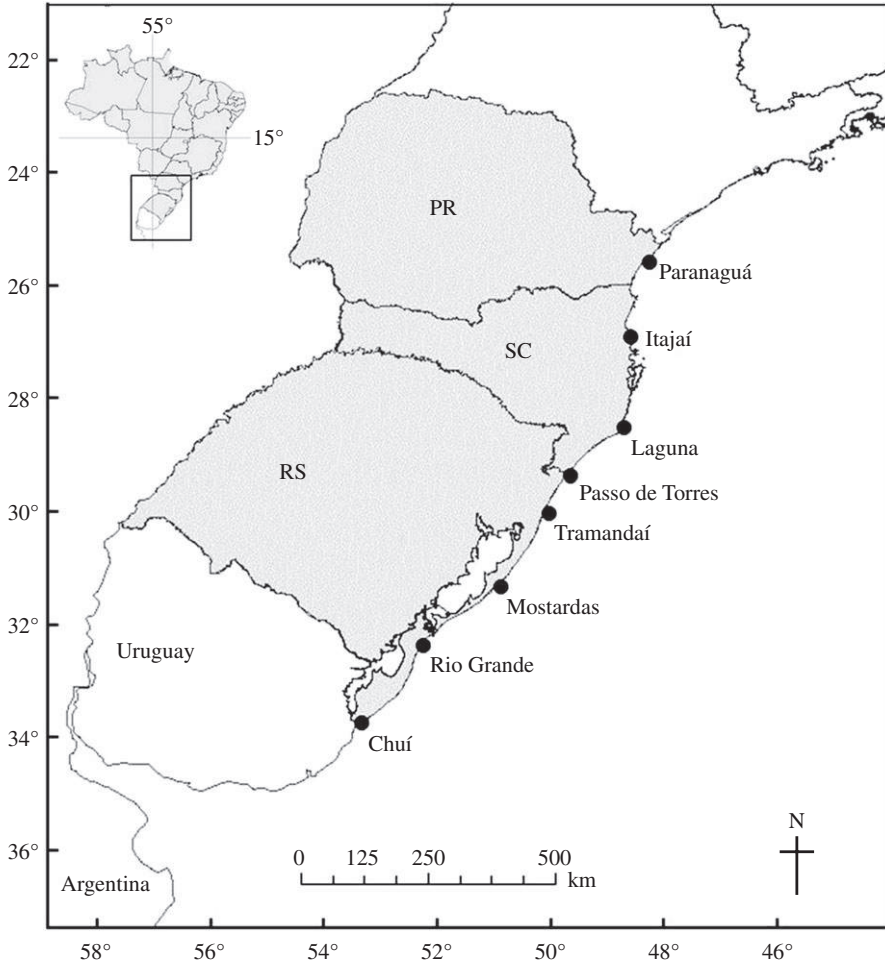 55°
22°
15°
24°
PR
Paranaguá
26°
Itajaí
SC
28°
Laguna
RS
Passo de Torres
30°
Tramandaí
Mostardas
32°
Uruguay
Rio Grande
34°
Chuí
N
36°
0 125 250 500
km
Argentina
58° 56° 54° 52° 50° 48° 46°